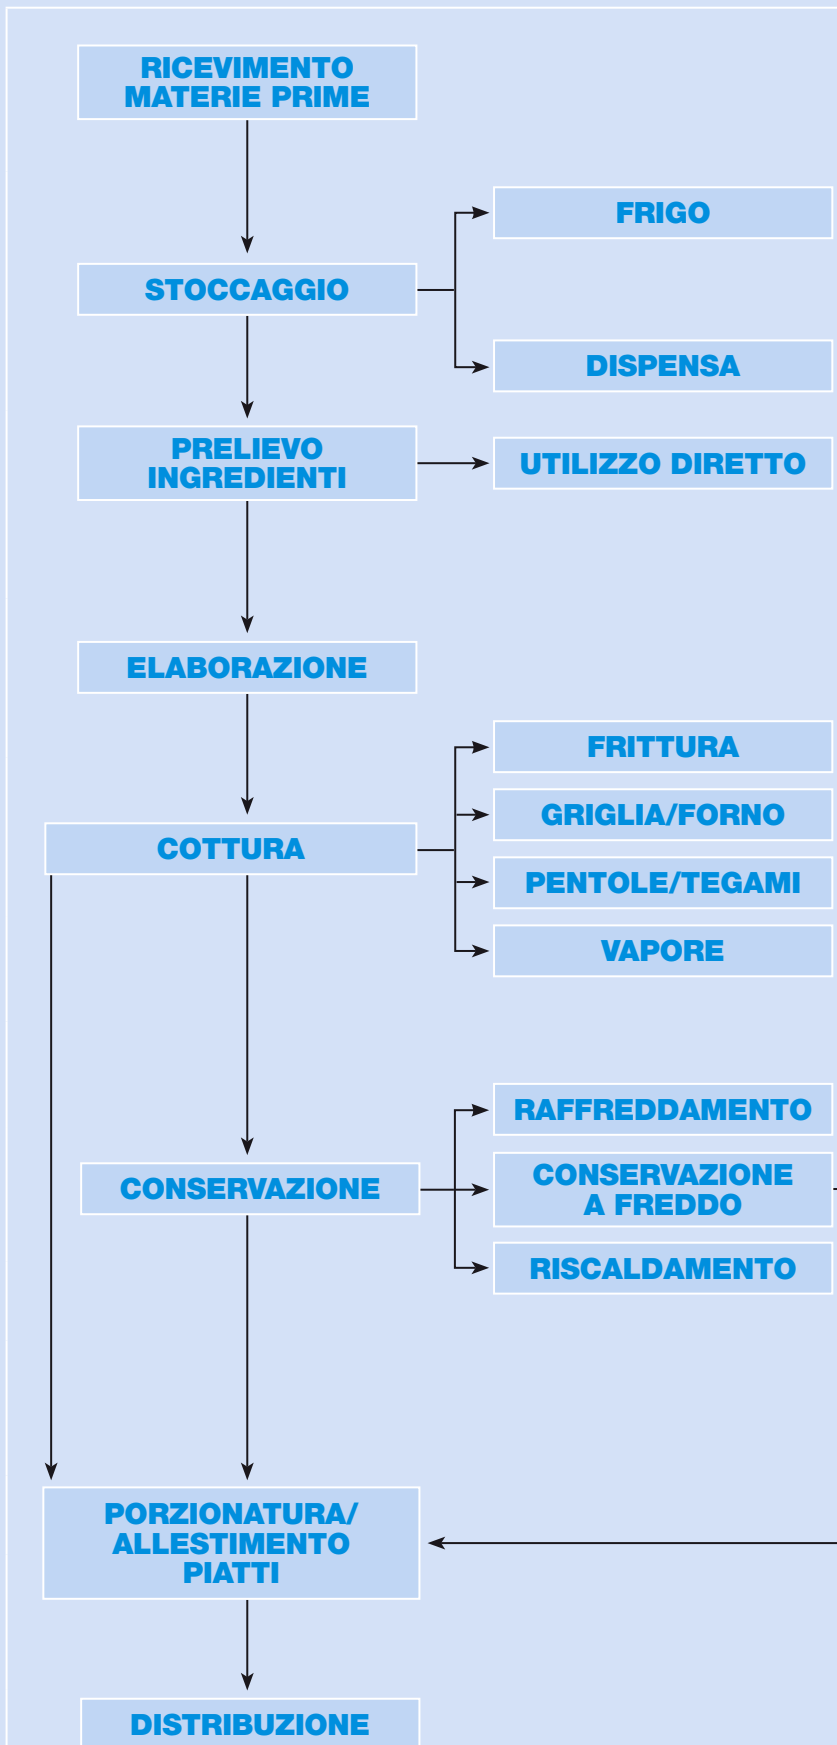 RICEVIMENTO
MATERIE PRIME
FRIGO
STOCCAGGIO
DISPENSA
PRELIEVO
INGREDIENTI
UTILIZZO DIRETTO
ELABORAZIONE
FRITTURA
GRIGLIA/FORNO
COTTURA
PENTOLE/TEGAMI
VAPORE
RAFFREDDAMENTO
CONSERVAZIONE
CONSERVAZIONE
A FREDDO
RISCALDAMENTO
PORZIONATURA/
ALLESTIMENTO
PIATTI
DISTRIBUZIONE